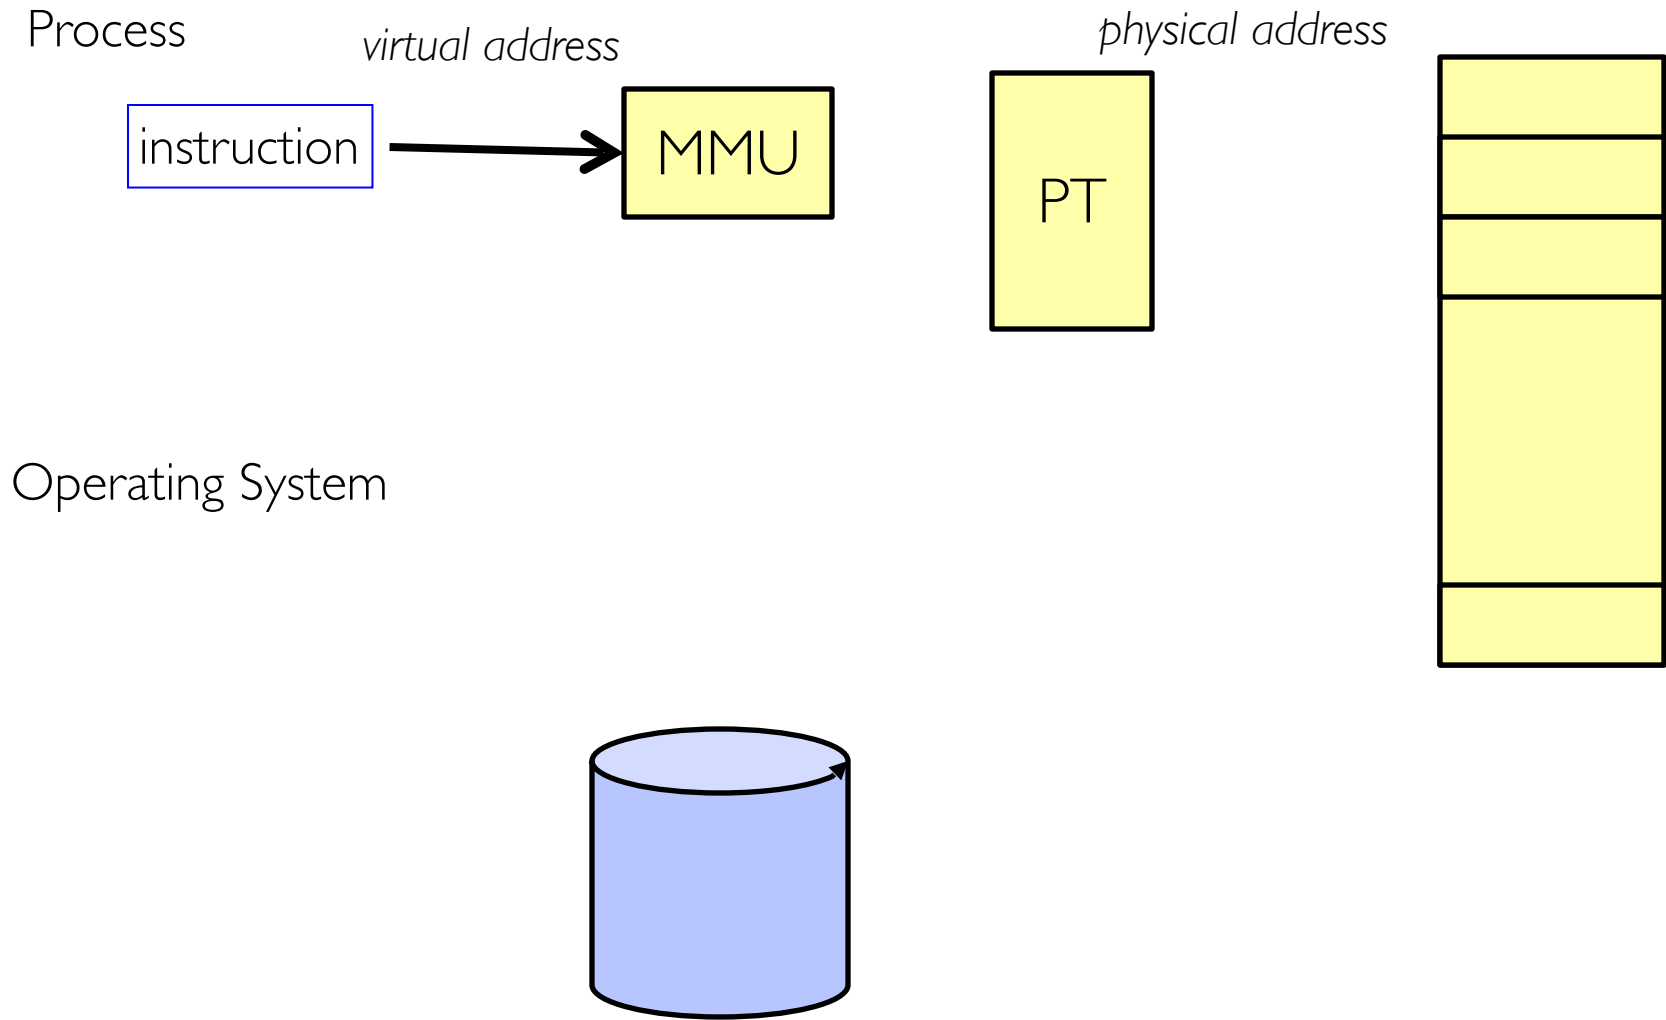 Process
virtual address
physical address
instruction
MMU
PT
Operating System